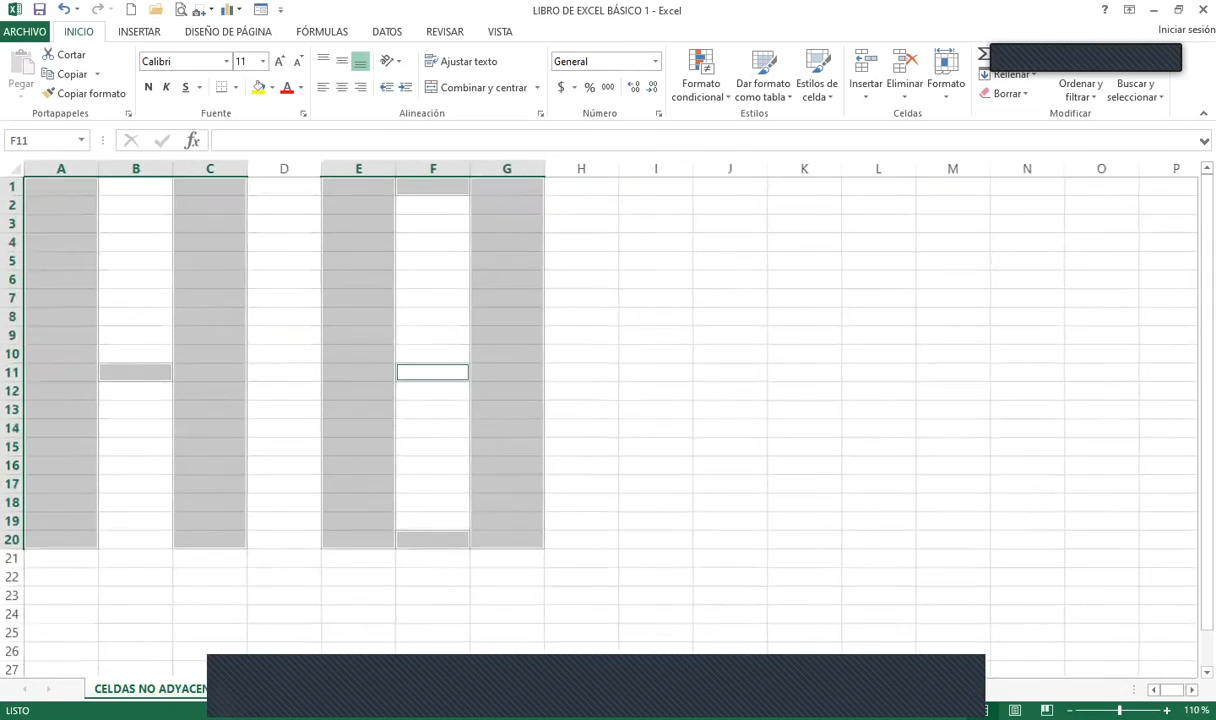 LIBRO DE EXCEL BÁSICO 1 - Excel
?
ARCHIVO INICIO INSERTAR DISEÑO DE PÁGINA FÓRMULAS DATOS REVISAR VISTA
Iniciar sesión
Pegar
Cortar
Copiar
Copiar formato
Portapapeles
Calibri 11
N K S
Fuente
Ajustar texto
Combinar y centrar
Alineación
General
$ % 000
Número
Formato condicional
Dar formato como tabla
Estilos de celda
Estilos
Insertar
Eliminar
Formato
Celdas
Rellenar
Borrar
Ordenar y filtrar
Buscar y seleccionar
Modificar
F11
fx
A B C D E F G H I J K L M N O P
1
2
3
4
5
6
7
8
9
10
11
12
13
14
15
16
17
18
19
20
21
22
23
24
25
26
27
CELDAS NO
LISTO
110 %